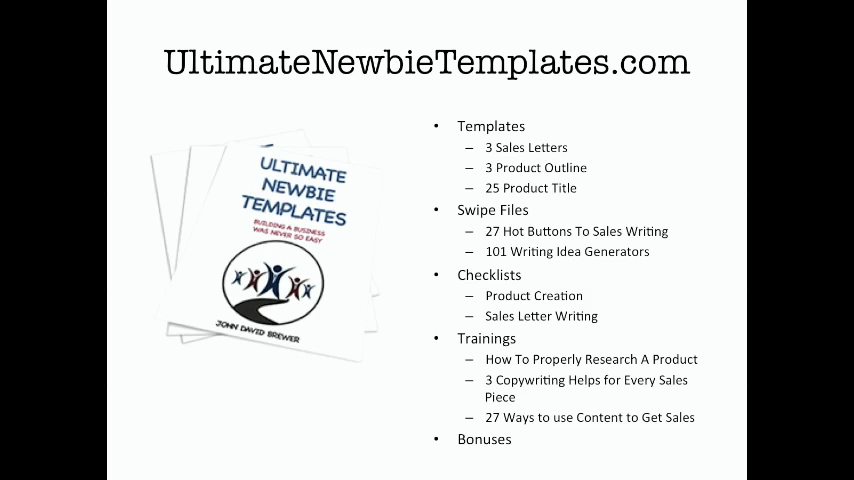 UltimateNewbieTemplates.com
ULTIMATE
NEWBIE
TEMPLATES
BUILDING A BUSINESS
WAS NEVER SO EASY
JOHN DAVID BREWER
• Templates
– 3 Sales Letters
– 3 Product Outline
– 25 Product Title
• Swipe Files
– 27 Hot Buttons To Sales Writing
– 101 Writing Idea Generators
• Checklists
– Product Creation
– Sales Letter Writing
• Trainings
– How To Properly Research A Product
– 3 Copywriting Helps for Every Sales
Piece
– 27 Ways to use Content to Get Sales
• Bonuses